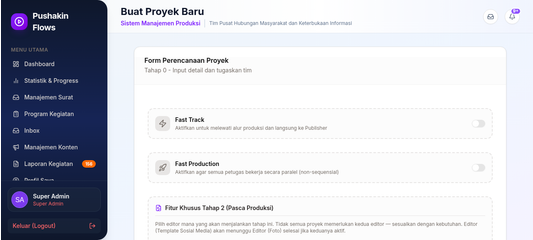 Pushakin
Flows
MENU UTAMA
Dashboard
Statistik & Progress
Manajemen Surat
Program Kegiatan
Inbox
Manajemen Konten
Laporan Kegiatan
Super Admin
Super Admin
Keluar (Logout)
Buat Proyek Baru
Sistem Manajemen Produksi
Tim Pusat Hubungan Masyarakat dan Keterbukaan Informasi
9+
Form Perencanaan Proyek
Tahap 0 - Input detail dan tugaskan tim
Fast Track
Aktifkan untuk melewati alur produksi dan langsung ke Publisher
Fast Production
Aktifkan agar semua petugas bekerja secara paralel (non-sequensial)
Fitur Khusus Tahap 2 (Pasca Produksi)
Pilih editor mana yang akan menjalankan tahap ini. Tidak semua proyek memerlukan kedua editor — sesuaikan dengan kebutuhan. Editor
(Template Sosial Media) akan menunggu Editor (Foto) selesai jika keduanya aktif.
SA